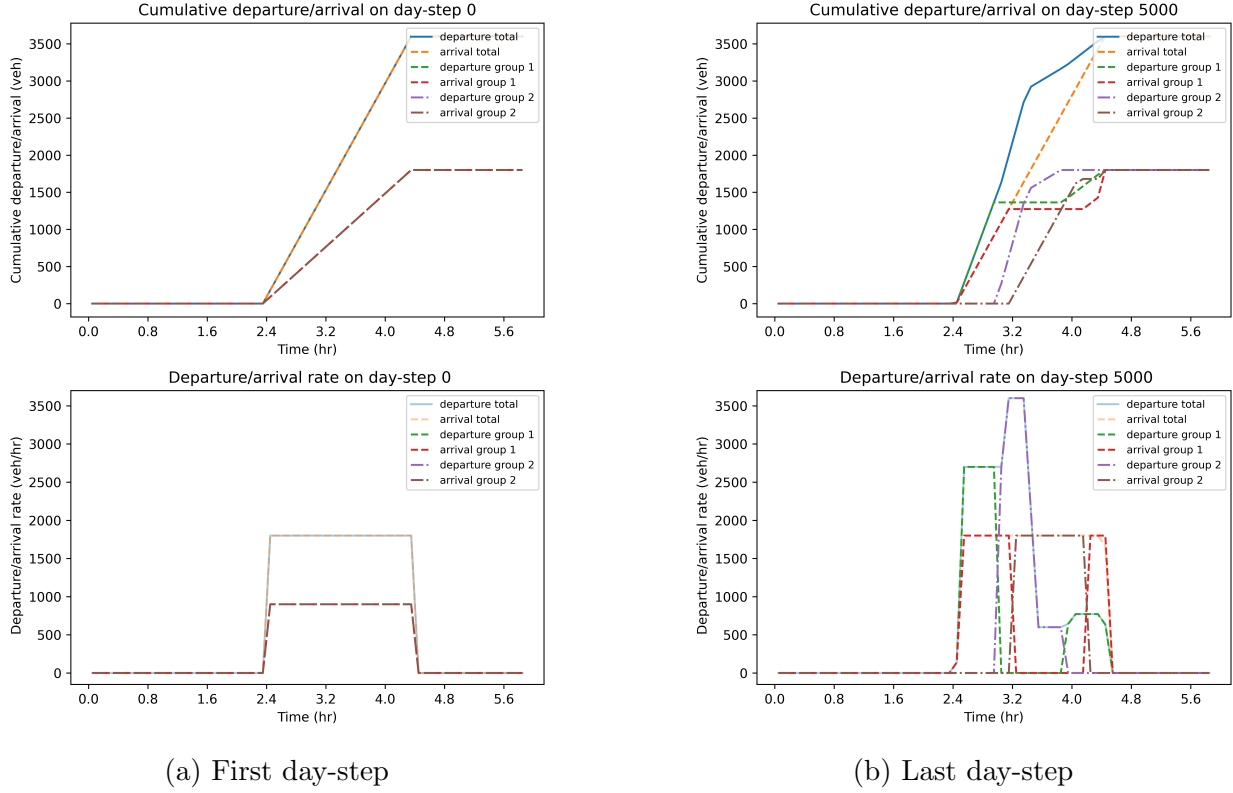 Cumulative departure/arrival on day-step 0
Cumulative departure/arrival (veh)
3500
3000
2500
2000
1500
1000
500
0
0.0 0.8 1.6 2.4 3.2 4.0 4.8 5.6
Time (hr)
departure total
arrival total
departure group 1
arrival group 1
departure group 2
arrival group 2
Cumulative departure/arrival on day-step 5000
Cumulative departure/arrival (veh)
3500
3000
2500
2000
1500
1000
500
0
0.0 0.8 1.6 2.4 3.2 4.0 4.8 5.6
Time (hr)
departure total
arrival total
departure group 1
arrival group 1
departure group 2
arrival group 2
Departure/arrival rate on day-step 0
Departure/arrival rate (veh/hr)
3500
3000
2500
2000
1500
1000
500
0
0.0 0.8 1.6 2.4 3.2 4.0 4.8 5.6
Time (hr)
departure total
arrival total
departure group 1
arrival group 1
departure group 2
arrival group 2
Departure/arrival rate on day-step 5000
Departure/arrival rate (veh/hr)
3500
3000
2500
2000
1500
1000
500
0
0.0 0.8 1.6 2.4 3.2 4.0 4.8 5.6
Time (hr)
departure total
arrival total
departure group 1
arrival group 1
departure group 2
arrival group 2
(a) First day-step
(b) Last day-step